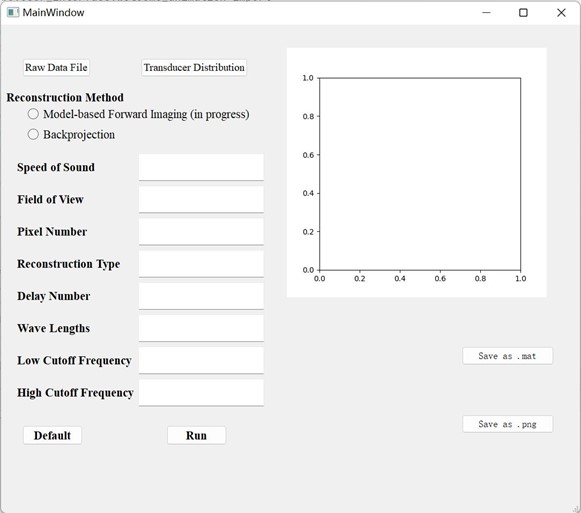 MainWindow
Raw Data File
Transducer Distribution
Reconstruction Method
Model-based Forward Imaging (in progress)
Backprojection
Speed of Sound
Field of View
Pixel Number
Reconstruction Type
Delay Number
Wave Lengths
Low Cutoff Frequency
High Cutoff Frequency
Default
Run
1.0
0.8
0.6
0.4
0.2
0.0
0.0 0.2 0.4 0.6 0.8 1.0
Save as .mat
Save as .png